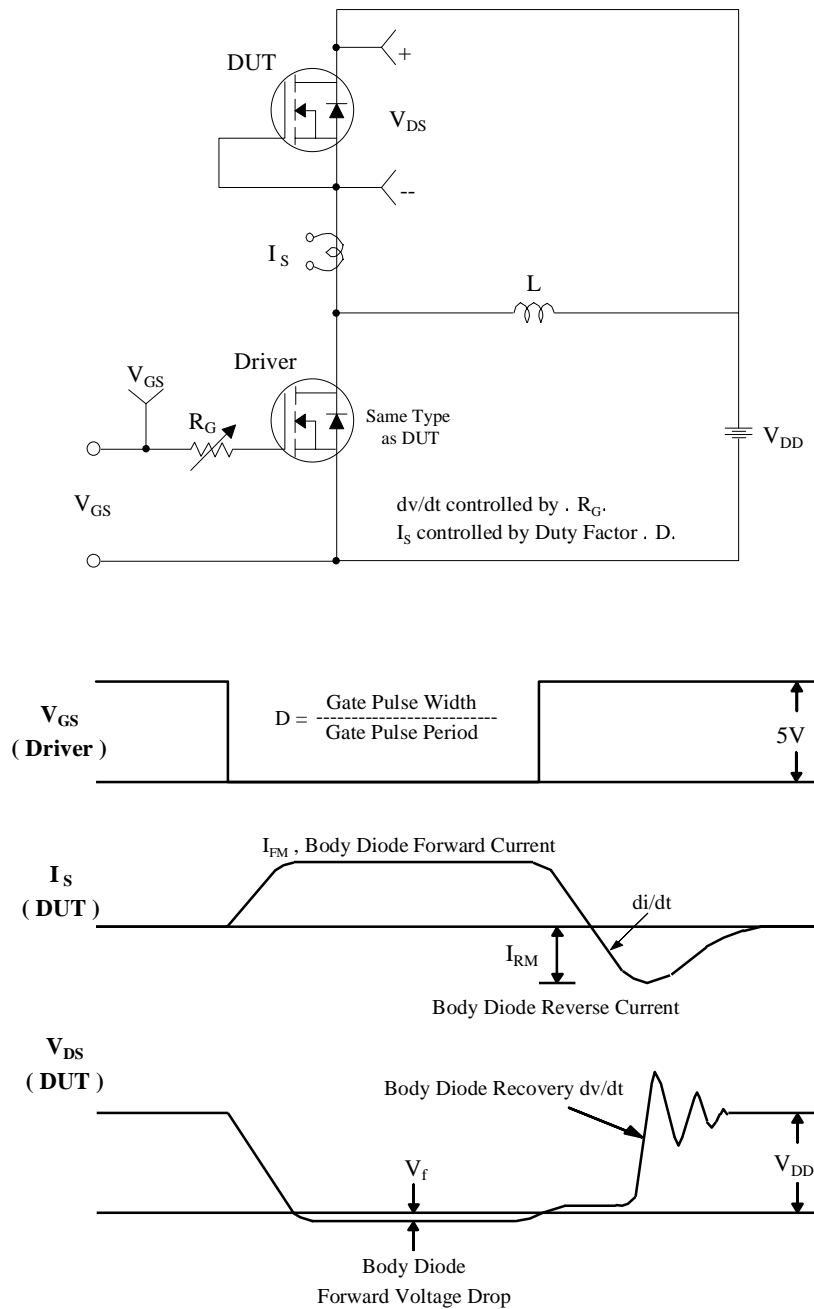 DUT
+
V_DS
--
I_S
L
Driver
V_GS
R_G
Same Type
as DUT
V_DD
V_GS
dv/dt controlled by . R_G.
I_S controlled by Duty Factor . D.
V_GS
( Driver )
D = Gate Pulse Width
--------------------------
Gate Pulse Period
5V
I_FM , Body Diode Forward Current
I_S
( DUT )
di/dt
I_RM
Body Diode Reverse Current
V_DS
( DUT )
Body Diode Recovery dv/dt
V_f
V_DD
Body Diode
Forward Voltage Drop